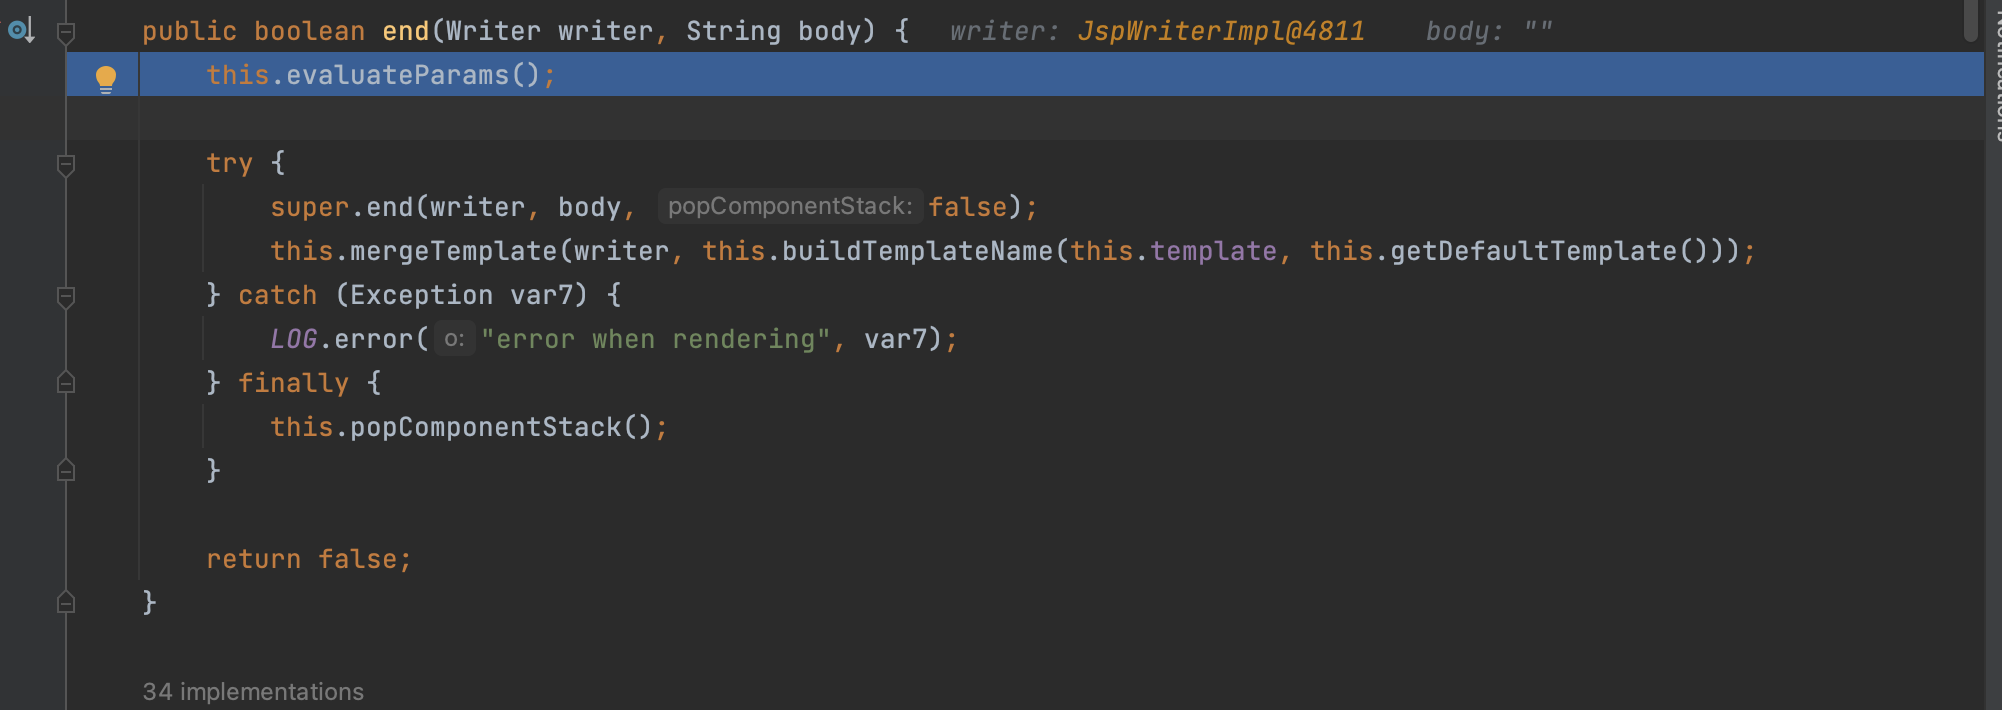 public boolean end(Writer writer, String body) {   writer: JspWriterImpl@4811    body: ""
this.evaluateParams();
try {
super.end(writer, body, popComponentStack: false);
this.mergeTemplate(writer, this.buildTemplateName(this.template, this.getDefaultTemplate()));
} catch (Exception var7) {
LOG.error( o: "error when rendering", var7);
} finally {
this.popComponentStack();
}
return false;
}
34 implementations
Notifications